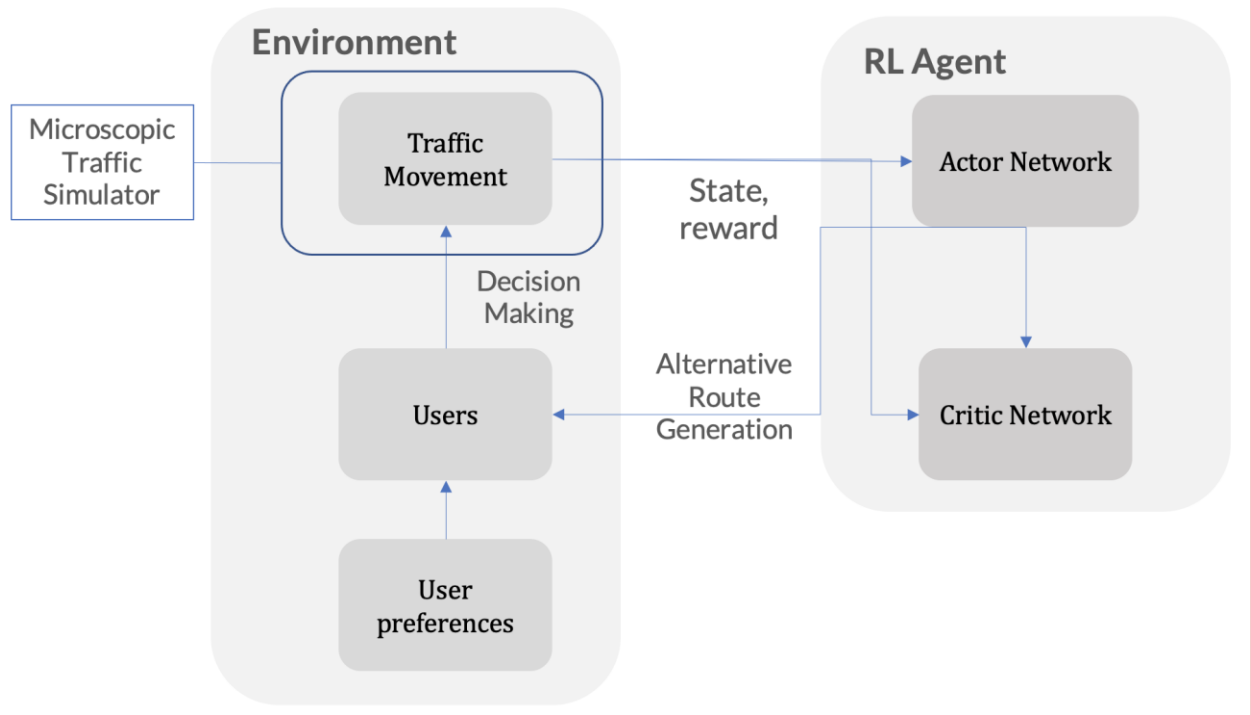 Environment
RL Agent
Microscopic
Traffic
Simulator
Traffic
Movement
Actor Network
State,
reward
Decision
Making
Alternative
Route
Generation
Users
Critic Network
User
preferences